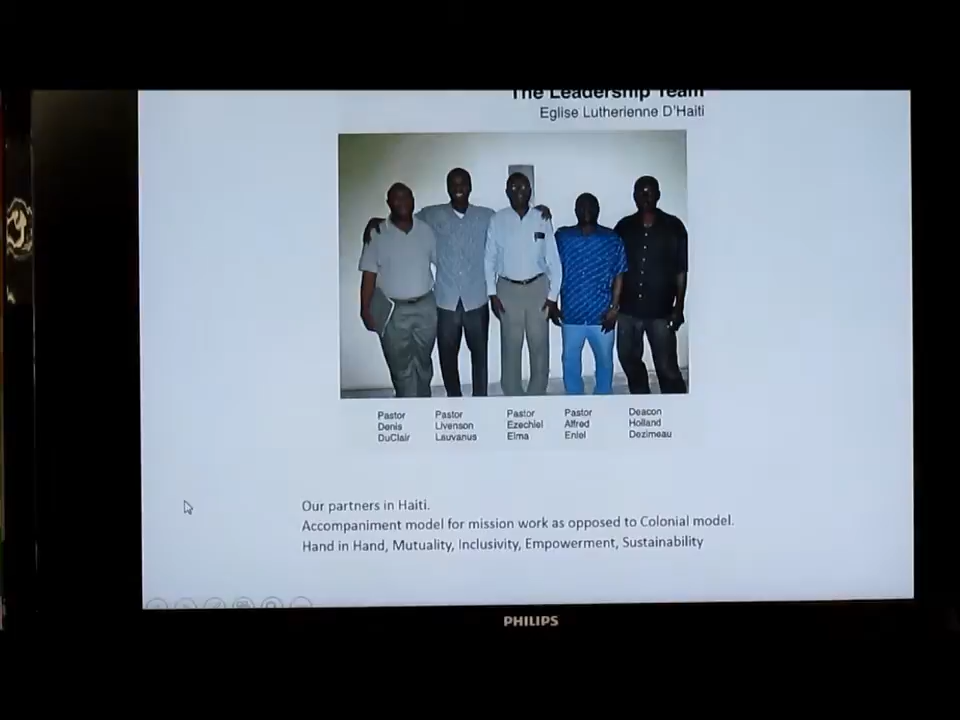 The Leadership Team
Eglise Lutherienne D'Haiti
Pastor Denis DuClair
Pastor Livenson Lauvanus
Pastor Ezechiel Elma
Pastor Alfred Eniel
Deacon Holland Dezimeau
Our partners in Haiti.
Accompaniment model for mission work as opposed to Colonial model.
Hand in Hand, Mutuality, Inclusivity, Empowerment, Sustainability
PHILIPS